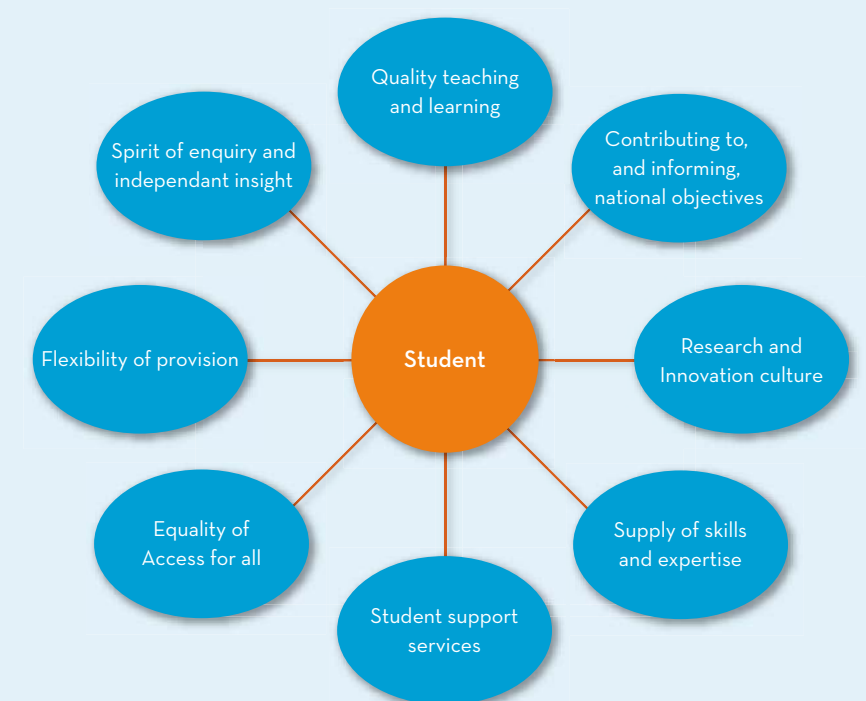 Quality teaching
and learning
Contributing to,
and informing,
national objectives
Spirit of enquiry and
independant insight
Flexibility of provision
Student
Research and
Innovation culture
Equality of
Access for all
Supply of skills
and expertise
Student support
services